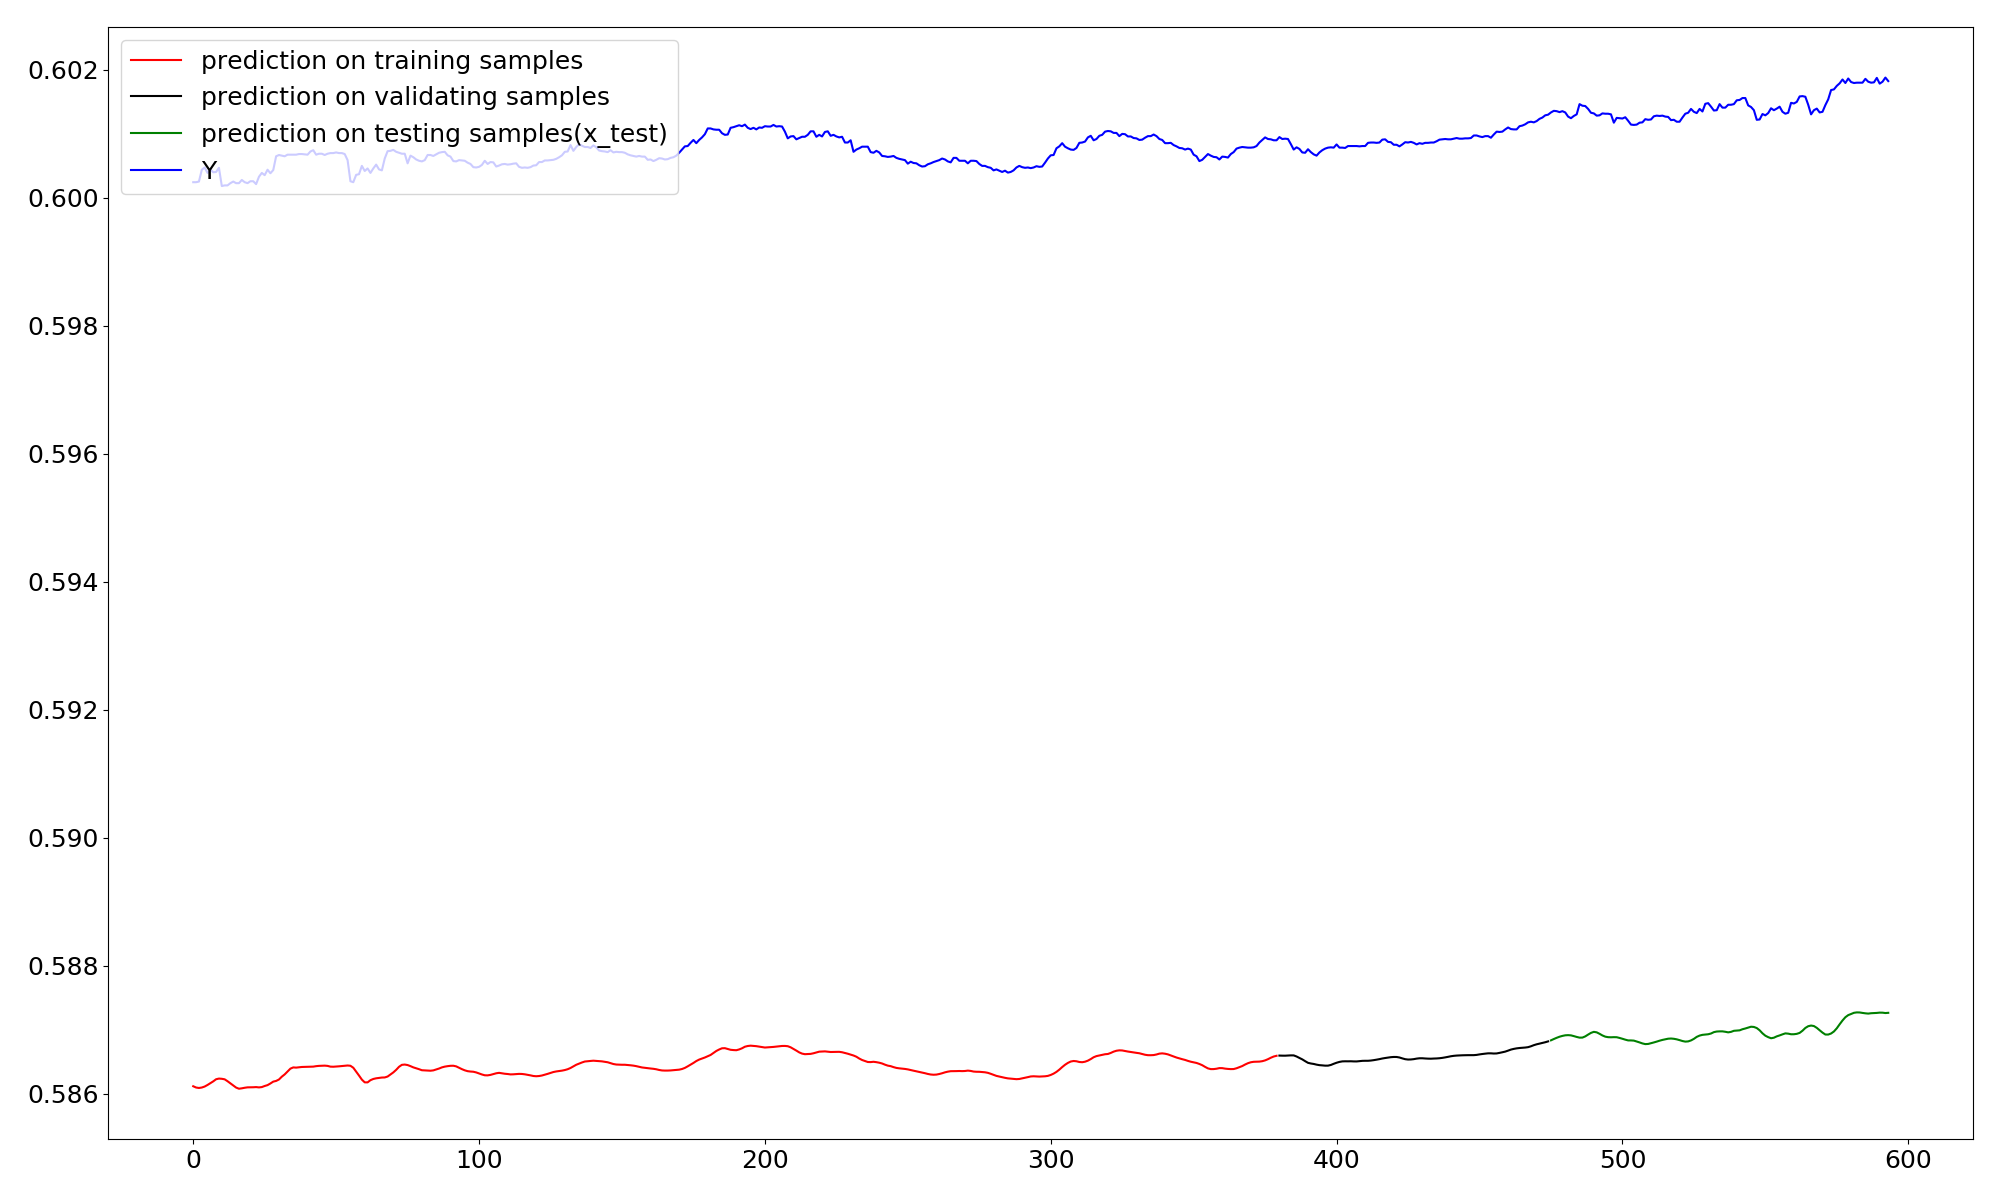 prediction on training samples
prediction on validating samples
prediction on testing samples(x_test)
Y
0.602
0.600
0.598
0.596
0.594
0.592
0.590
0.588
0.586
0 100 200 300 400 500 600